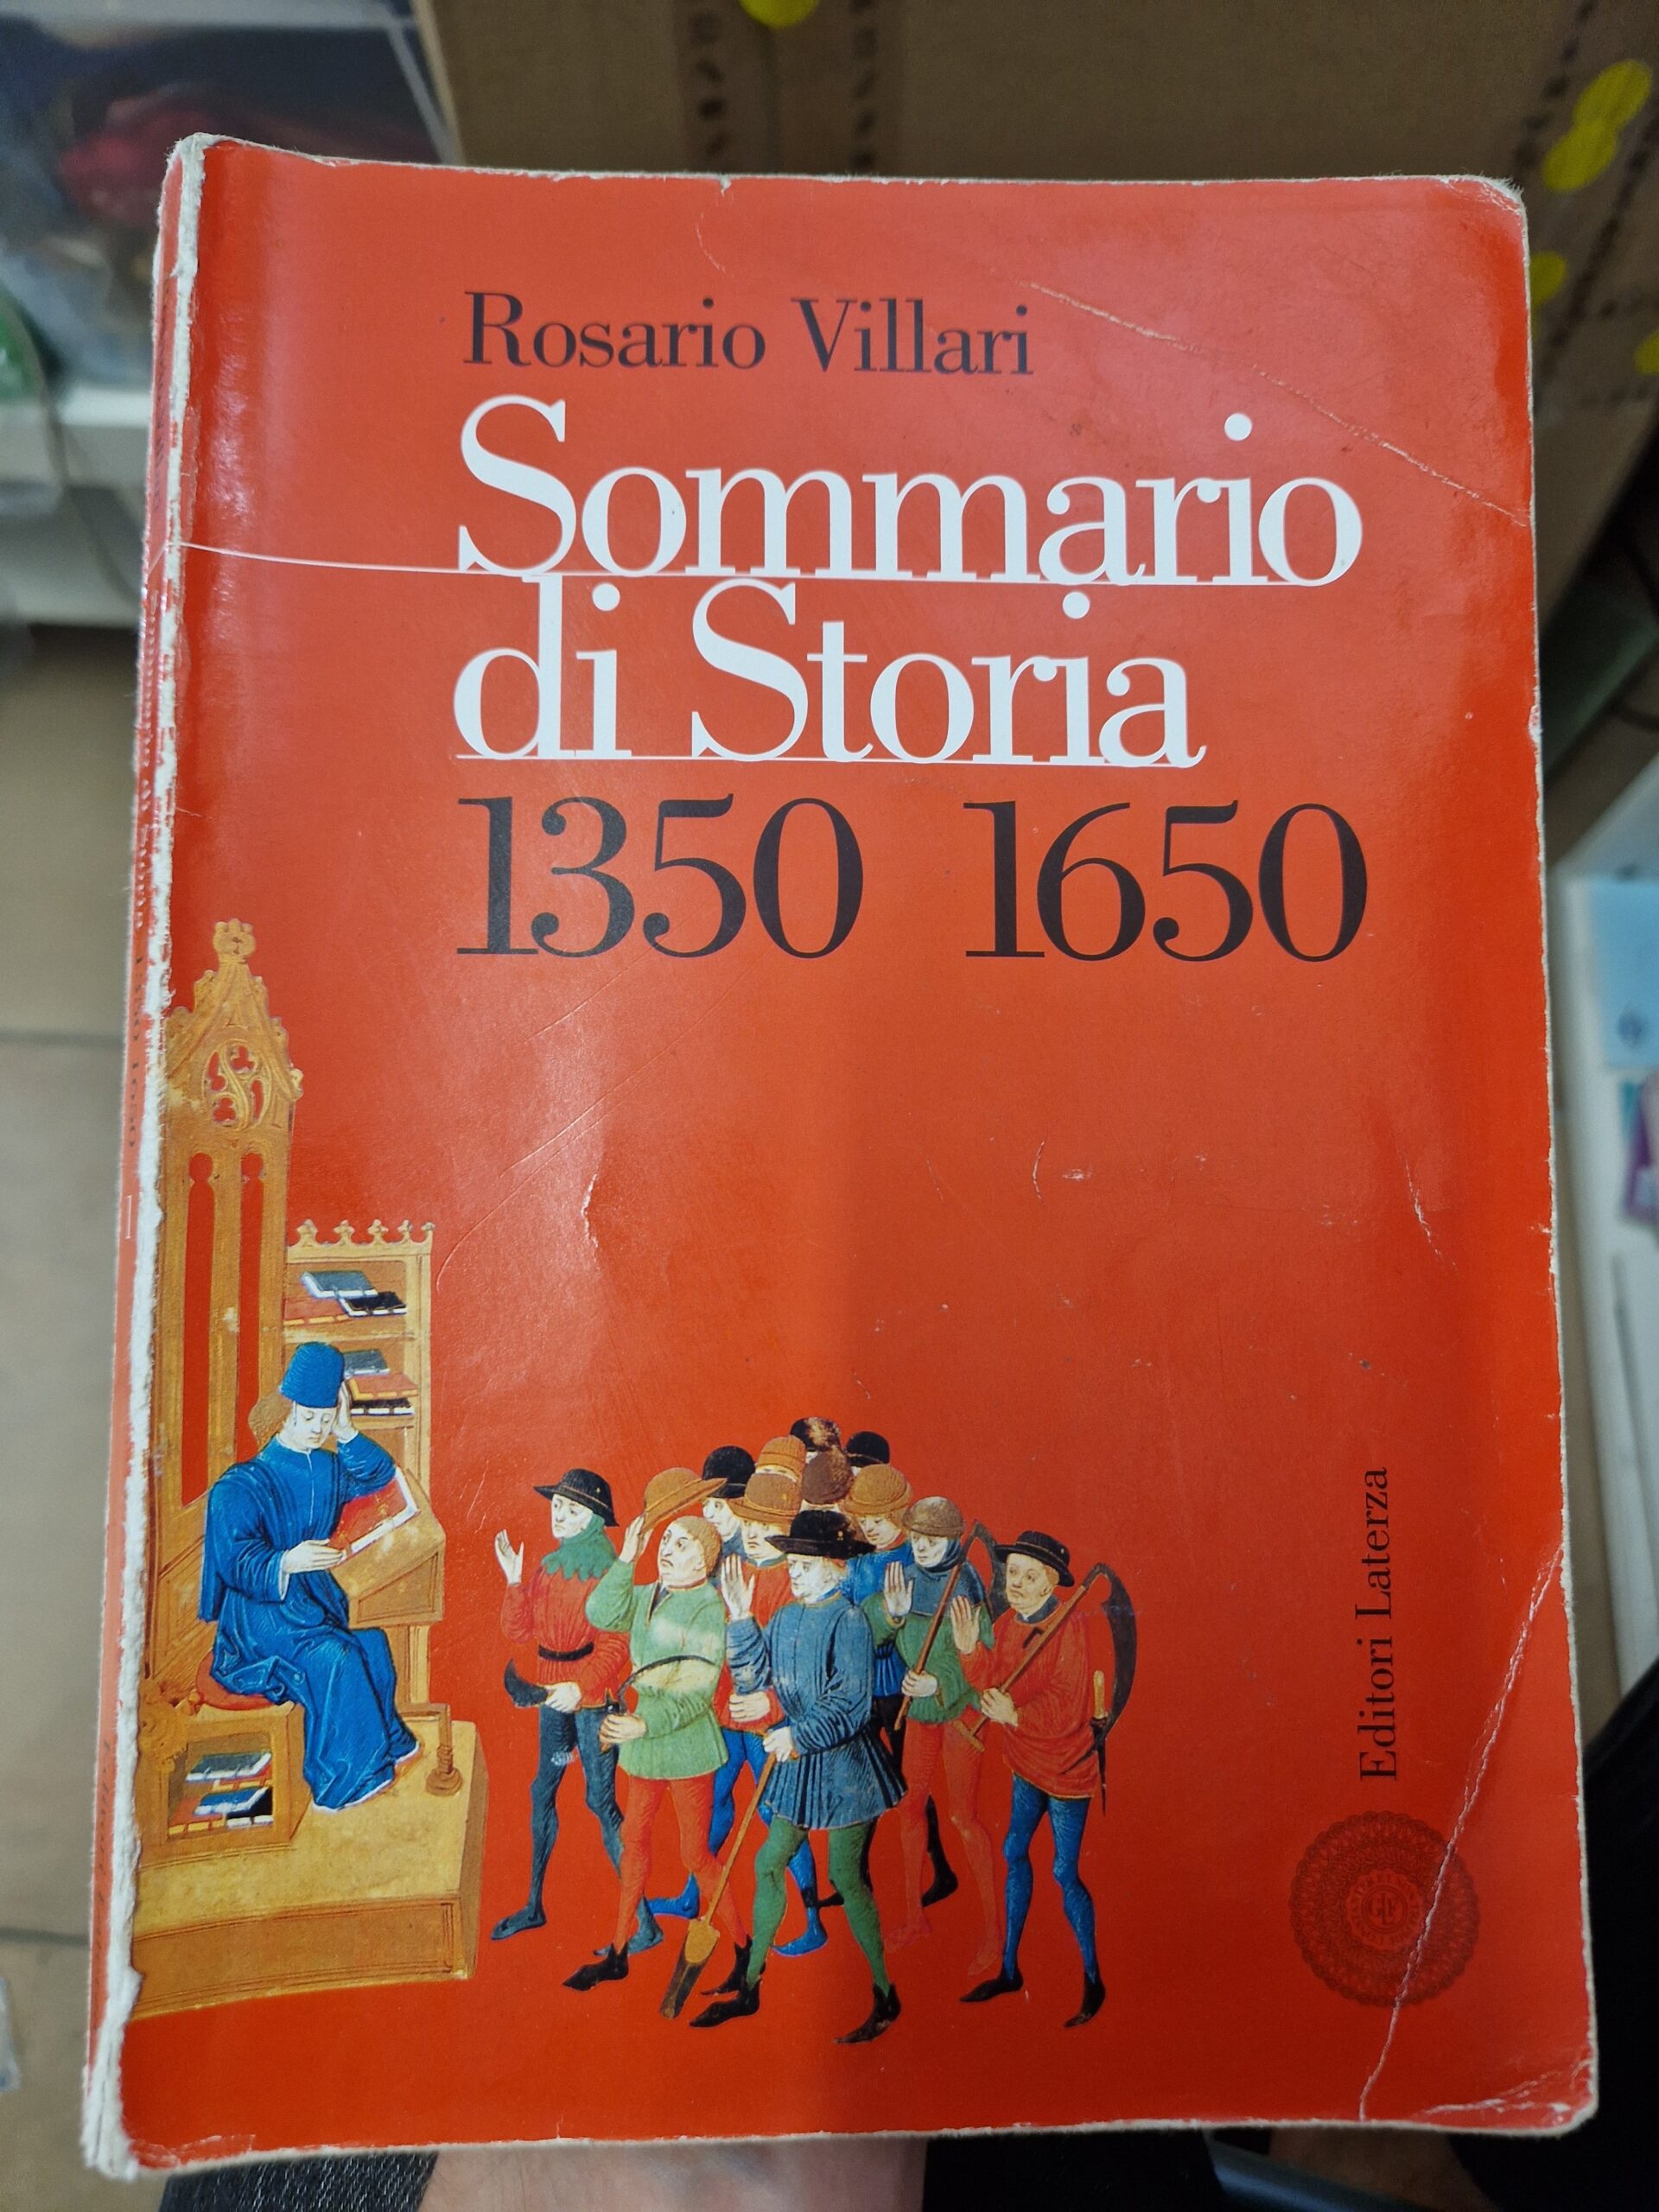 Rosario Villari
Sommario
di Storia
1350 1650
Editori Laterza